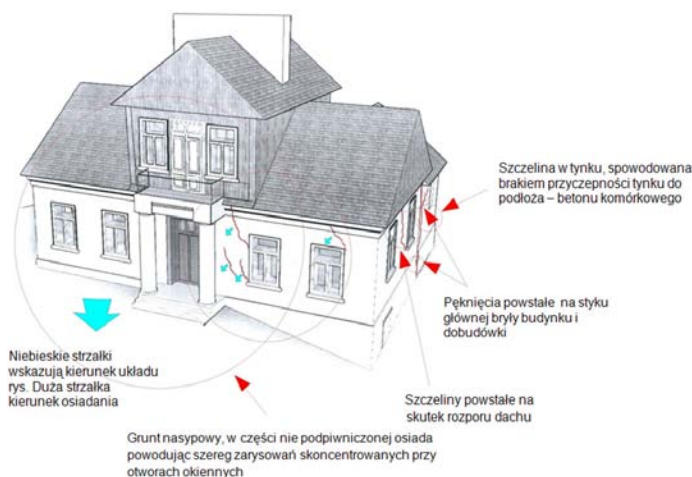 Szczelina w tynku, spowodowana
brakiem przyczepności tynku do
podłoża – betonu komórkowego
Pęknięcia powstałe na styku
głównej bryły budynku i
dobudówki
Niebieskie strzałki
wskazują kierunek układu
rys. Duża strzałka
kierunek osiadania
Szczeliny powstałe na
skutek rozporu dachu
Grunt nasypowy, w części nie podpiwniczonej osiada
powodując szereg zarysowań skoncentrowanych przy
otworach okiennych